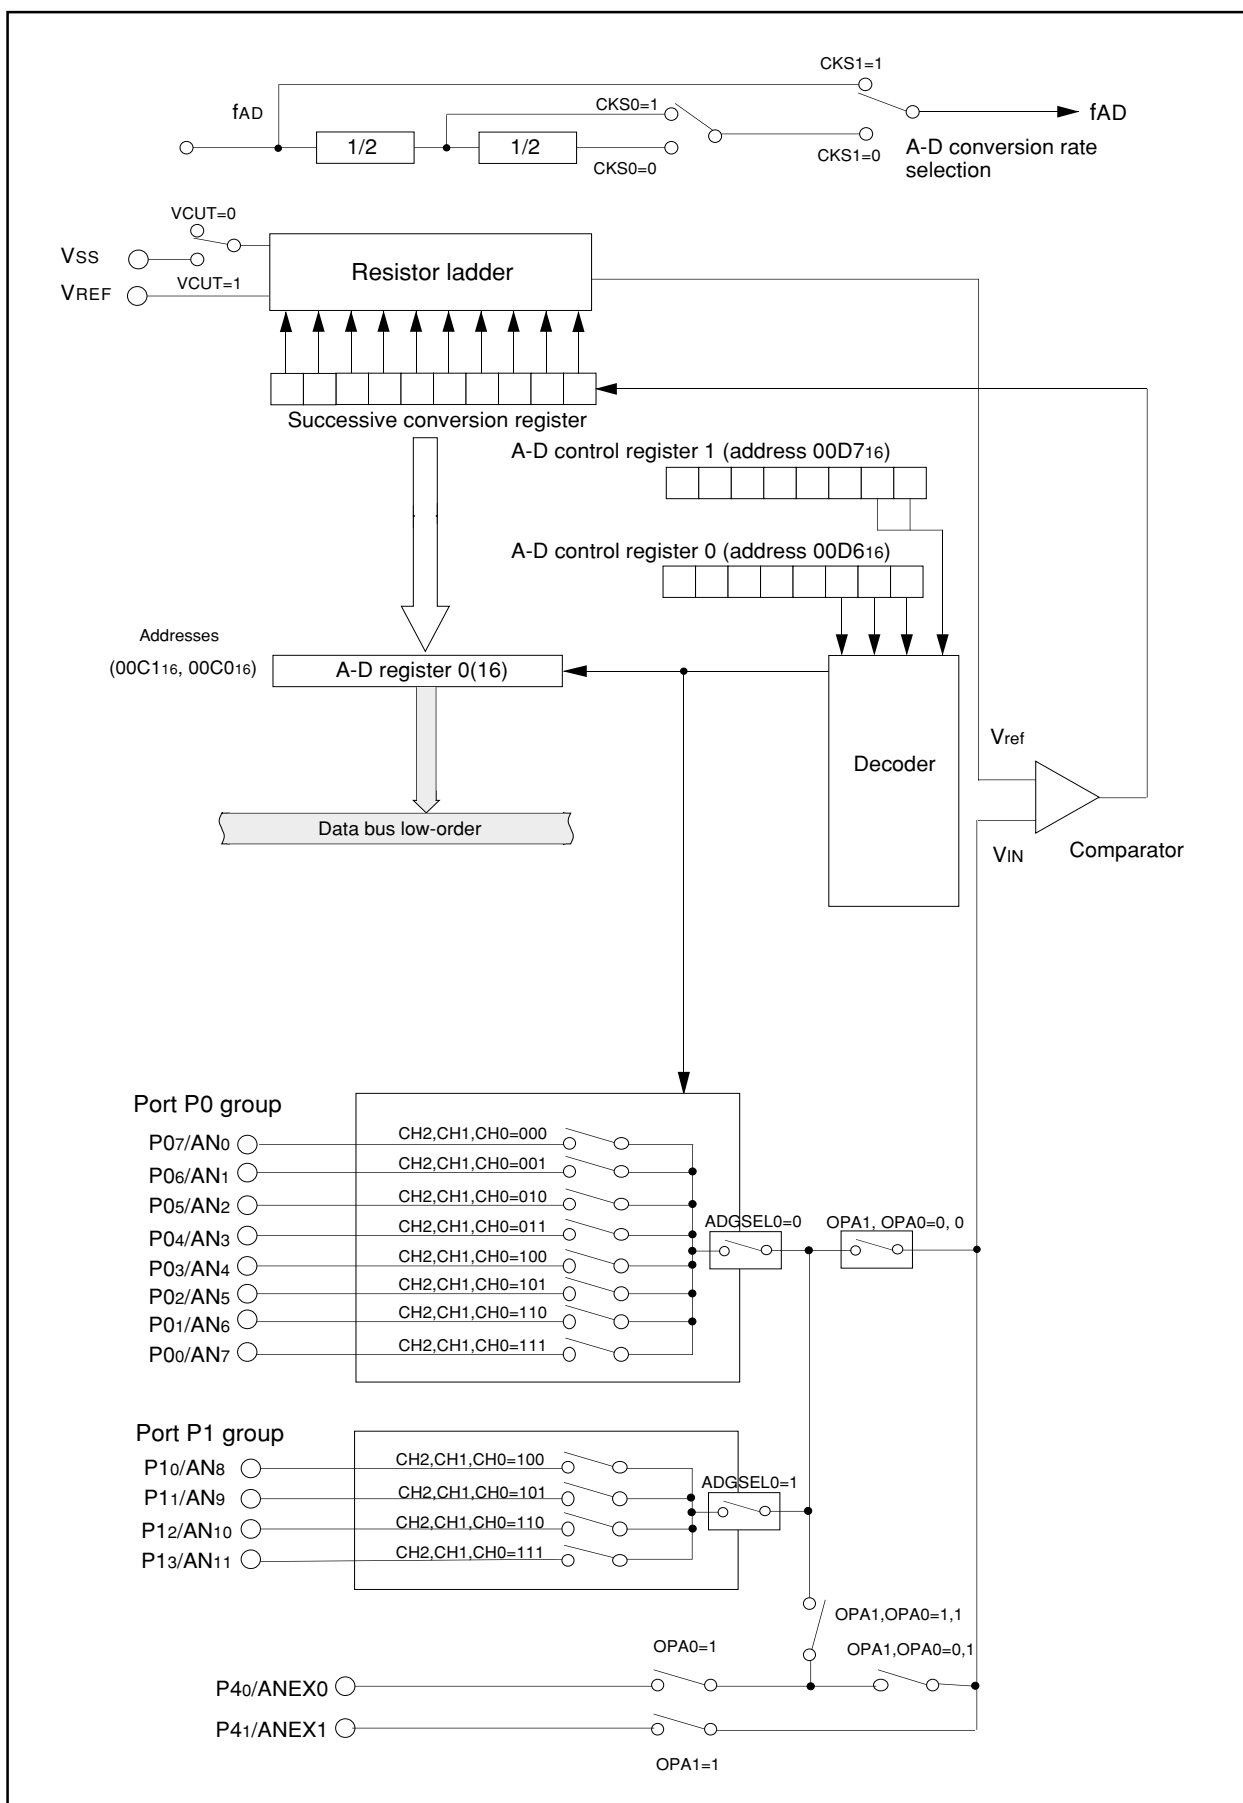 CKS1=1
fAD
CKS0=1
fAD
1/2
1/2
CKS0=0
CKS1=0
A-D conversion rate
selection
VCUT=0
VSS
Resistor ladder
VCUT=1
VREF
Successive conversion register
A-D control register 1 (address 00D716)
A-D control register 0 (address 00D616)
Addresses
(00C116, 00C016)
A-D register 0(16)
Vref
Decoder
Data bus low-order
VIN
Comparator
Port P0 group
P07/AN0
CH2,CH1,CH0=000
P06/AN1
CH2,CH1,CH0=001
P05/AN2
CH2,CH1,CH0=010
P04/AN3
CH2,CH1,CH0=011
ADGSEL0=0
OPA1, OPA0=0, 0
P03/AN4
CH2,CH1,CH0=100
P02/AN5
CH2,CH1,CH0=101
P01/AN6
CH2,CH1,CH0=110
P00/AN7
CH2,CH1,CH0=111
Port P1 group
P10/AN8
CH2,CH1,CH0=100
ADGSEL0=1
P11/AN9
CH2,CH1,CH0=101
P12/AN10
CH2,CH1,CH0=110
P13/AN11
CH2,CH1,CH0=111
OPA1,OPA0=1,1
OPA0=1
OPA1,OPA0=0,1
P40/ANEX0
P41/ANEX1
OPA1=1